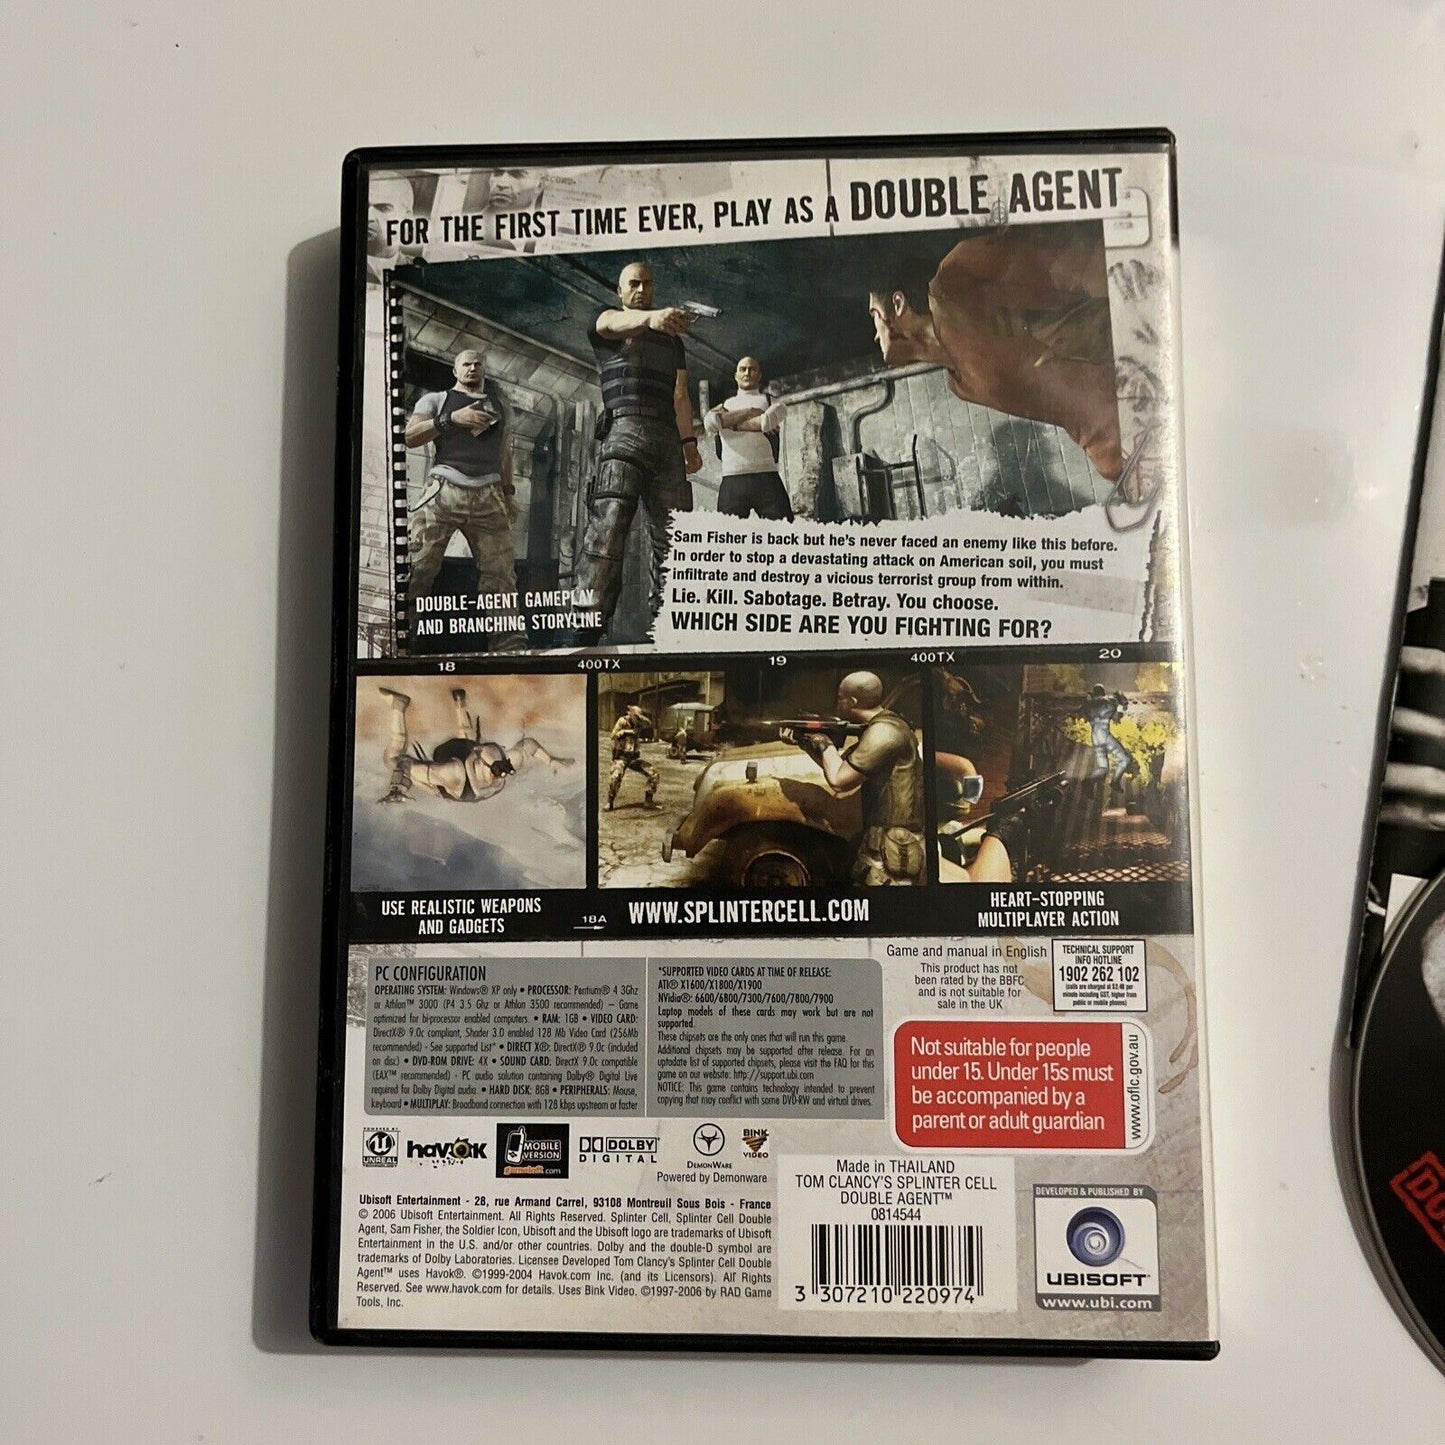 FOR THE FIRST TIME EVER, PLAY AS A DOUBLE AGENT
Sam Fisher is back but he's never faced an enemy like this before.
In order to stop a devastating attack on American soil, you must
infiltrate and destroy a vicious terrorist group from within.
Lie. Kill. Sabotage. Betray. You choose.
WHICH SIDE ARE YOU FIGHTING FOR?
DOUBLE-AGENT GAMEPLAY
AND BRANCHING STORYLINE
18 400TX 19 400TX 20
USE REALISTIC WEAPONS
AND GADGETS
18A
WWW.SPLINTERCELL.COM
HEART-STOPPING
MULTIPLAYER ACTION
PC CONFIGURATION
OPERATING SYSTEM: Windows® XP only • PROCESSOR: Pentium® 4 3Ghz
or Athlon™ 3000 (P4 3.5 Ghz or Athlon 3500 recommended) – Game
optimized for bi-processor enabled computers. • RAM: 1GB • VIDEO CARD:
DirectX® 9.0c compliant, Shader 3.0 enabled 128 Mb Video Card (256Mb
recommended) - See supported List* • DIRECT X®: DirectX® 9.0c (included
on disc) • DVD-ROM DRIVE: 4X • SOUND CARD: DirectX 9.0c compatible
(EAX™ recommended) - PC audio solution containing Dolby® Digital Live
required for Dolby Digital audio. • HARD DISK: 8GB • PERIPHERALS: Mouse,
keyboard • MULTIPLAY: Broadband connection with 128 kbps upstream or faster
*SUPPORTED VIDEO CARDS AT TIME OF RELEASE:
ATI® X1600/X1800/X1900
NVidia®: 6600/6800/7300/7600/7800/7900
Laptop models of these cards may work but are not
supported.
These chipsets are the only ones that will run this game.
Additional chipsets may be supported after release. For an
uptodate list of supported chipsets, please visit the FAQ for this
game on our website: http://support.ubi.com
NOTICE: This game contains technology intended to prevent
copying that may conflict with some DVD-RW and virtual drives.
Game and manual in English
This product has not
been rated by the BBFC
and is not suitable for
sale in the UK
TECHNICAL SUPPORT
INFO HOTLINE
1902 262 102
(calls are charged at $2.48 per
minute including GST, higher from
public or mobile phones)
Not suitable for people
under 15. Under 15s must
be accompanied by a
parent or adult guardian
www.oflc.gov.au
POWERED BY
UNREAL
TECHNOLOGY
havok
MOBILE
VERSION
gameloft.com
DOLBY
DIGITAL
DEMONWARE
Powered by Demonware
BINK
VIDEO
Ubisoft Entertainment - 28, rue Armand Carrel, 93108 Montreuil Sous Bois - France
© 2006 Ubisoft Entertainment. All Rights Reserved. Splinter Cell, Splinter Cell Double
Agent, Sam Fisher, the Soldier Icon, Ubisoft and the Ubisoft logo are trademarks of Ubisoft
Entertainment in the U.S. and/or other countries. Dolby and the double-D symbol are
trademarks of Dolby Laboratories. Licensee Developed Tom Clancy's Splinter Cell Double
Agent™ uses Havok®. ©1999-2004 Havok.com Inc. (and its Licensors). All Rights
Reserved. See www.havok.com for details. Uses Bink Video. ©1997-2006 by RAD Game
Tools, Inc.
Made in THAILAND
TOM CLANCY'S SPLINTER CELL
DOUBLE AGENT™
0814544
3 307210 220974
DEVELOPED & PUBLISHED BY
UBISOFT
www.ubi.com